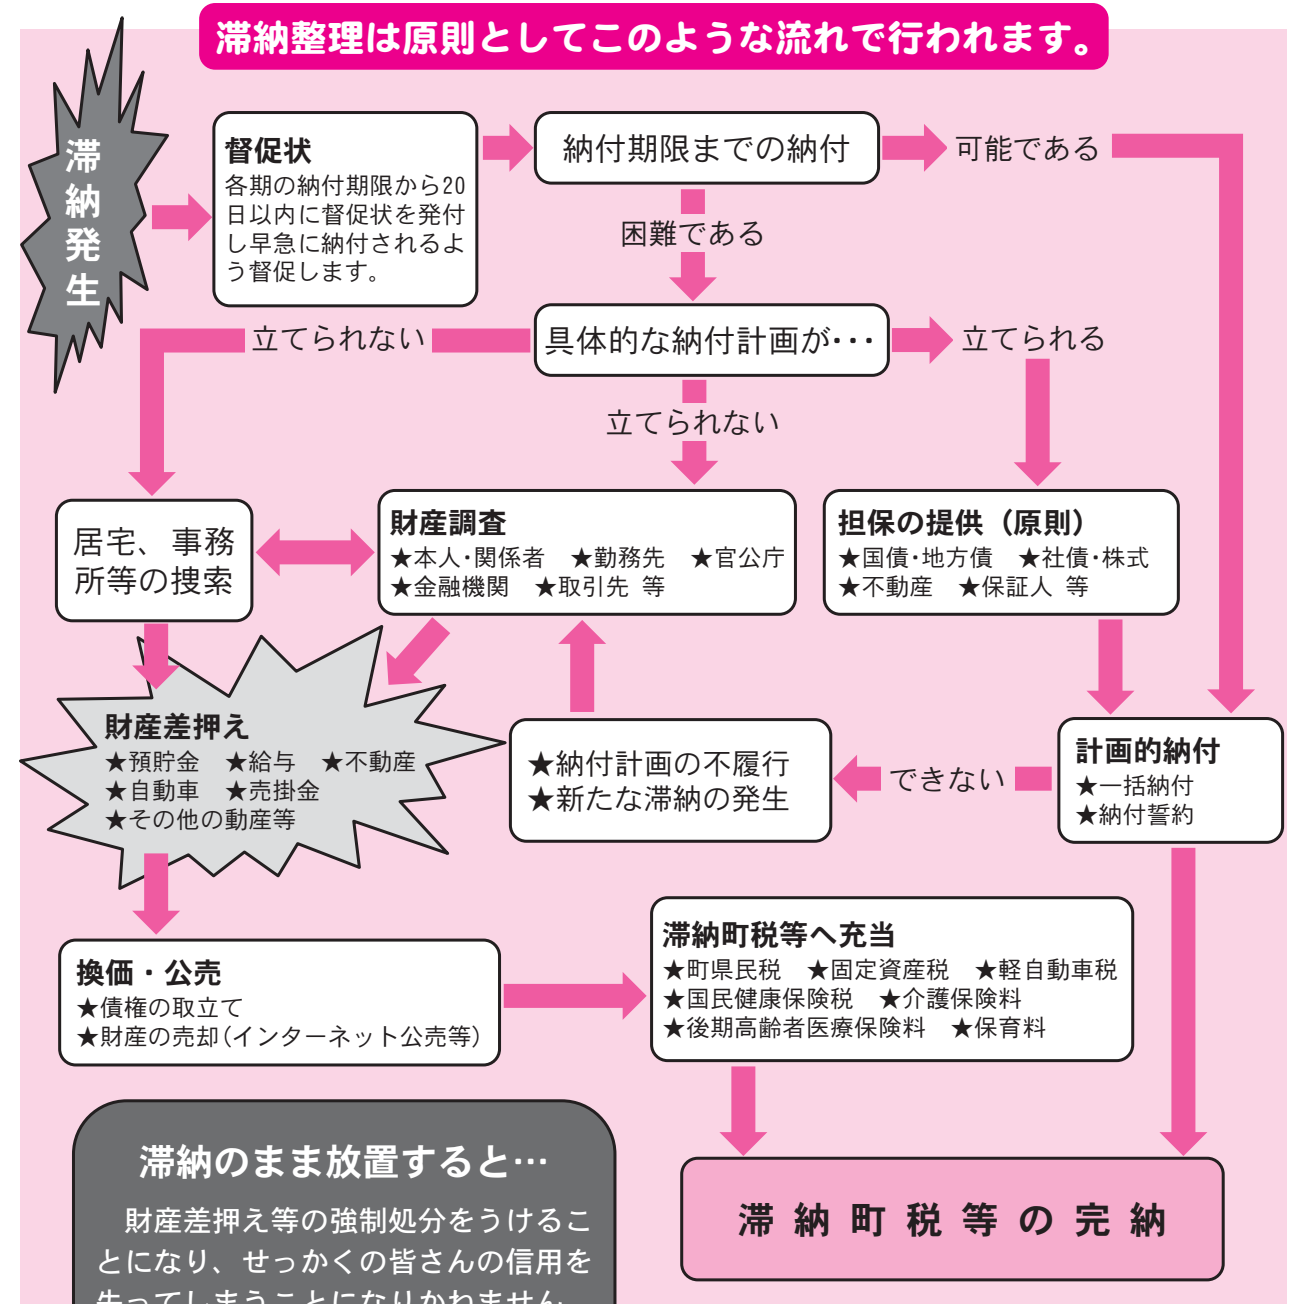 滞納整理は原則としてこのような流れで行われます。
滞納発生
督促状
各期の納付期限から20
日以内に督促状を発付
し早急に納付されるよ
う督促します。
納付期限までの納付
可能である
困難である
具体的な納付計画が･･･
立てられない
立てられる
立てられない
居宅、事務
所等の捜索
財産調査
★本人･関係者　★勤務先　★官公庁
★金融機関　★取引先 等
担保の提供（原則）
★国債･地方債　★社債･株式
★不動産　★保証人 等
財産差押え
★預貯金　★給与　★不動産
★自動車　★売掛金
★その他の動産等
★納付計画の不履行
★新たな滞納の発生
できない
計画的納付
★一括納付
★納付誓約
換価・公売
★債権の取立て
★財産の売却(インターネット公売等)
滞納町税等へ充当
★町県民税　★固定資産税　★軽自動車税
★国民健康保険税　★介護保険料
★後期高齢者医療保険料　★保育料
滞納のまま放置すると…
　財産差押え等の強制処分をうけるこ
とになり、せっかくの皆さんの信用を
失ってしまうことになりかねません
滞納町税等の完納